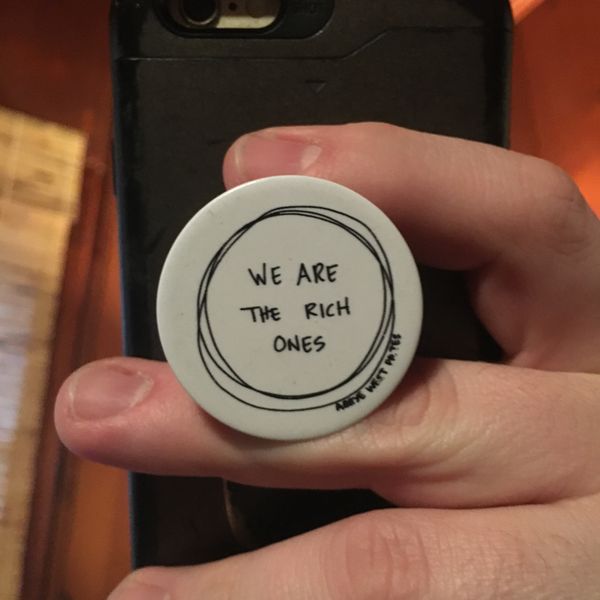 WE ARE
THE RICH
ONES